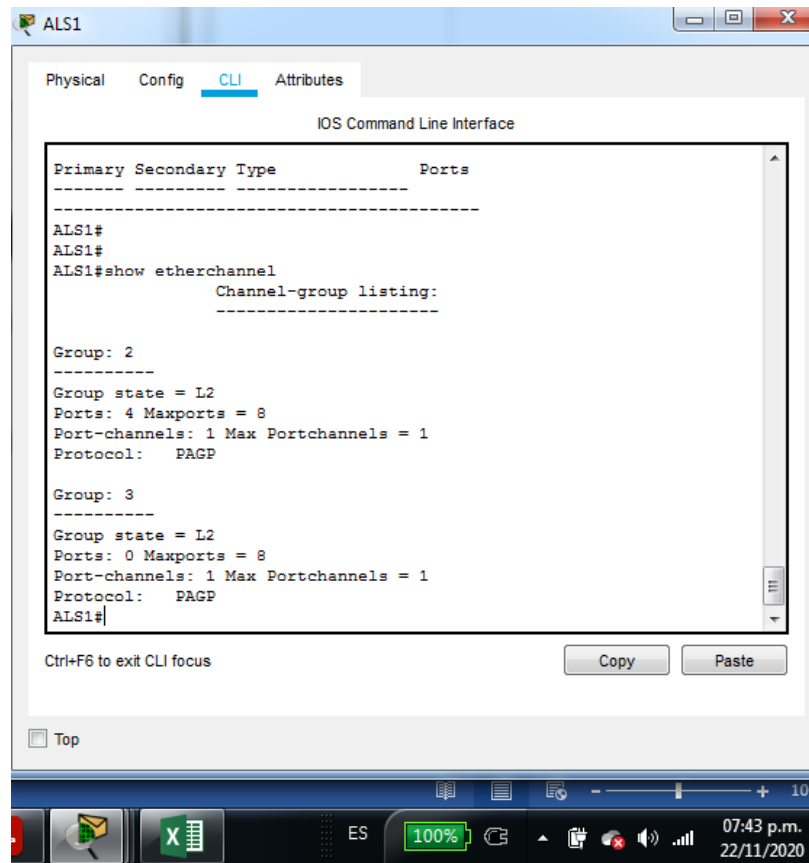 ALS1
Physical Config CLI Attributes
IOS Command Line Interface
Primary Secondary Type Ports
------- --------- -----------------
------------------------------------------
ALS1#
ALS1#
ALS1#show etherchannel
Channel-group listing:
----------------------
Group: 2
----------
Group state = L2
Ports: 4 Maxports = 8
Port-channels: 1 Max Portchannels = 1
Protocol: PAGP
Group: 3
----------
Group state = L2
Ports: 0 Maxports = 8
Port-channels: 1 Max Portchannels = 1
Protocol: PAGP
ALS1#
Ctrl+F6 to exit CLI focus
Copy Paste
Top
10
ES 100% 07:43 p.m.
22/11/2020